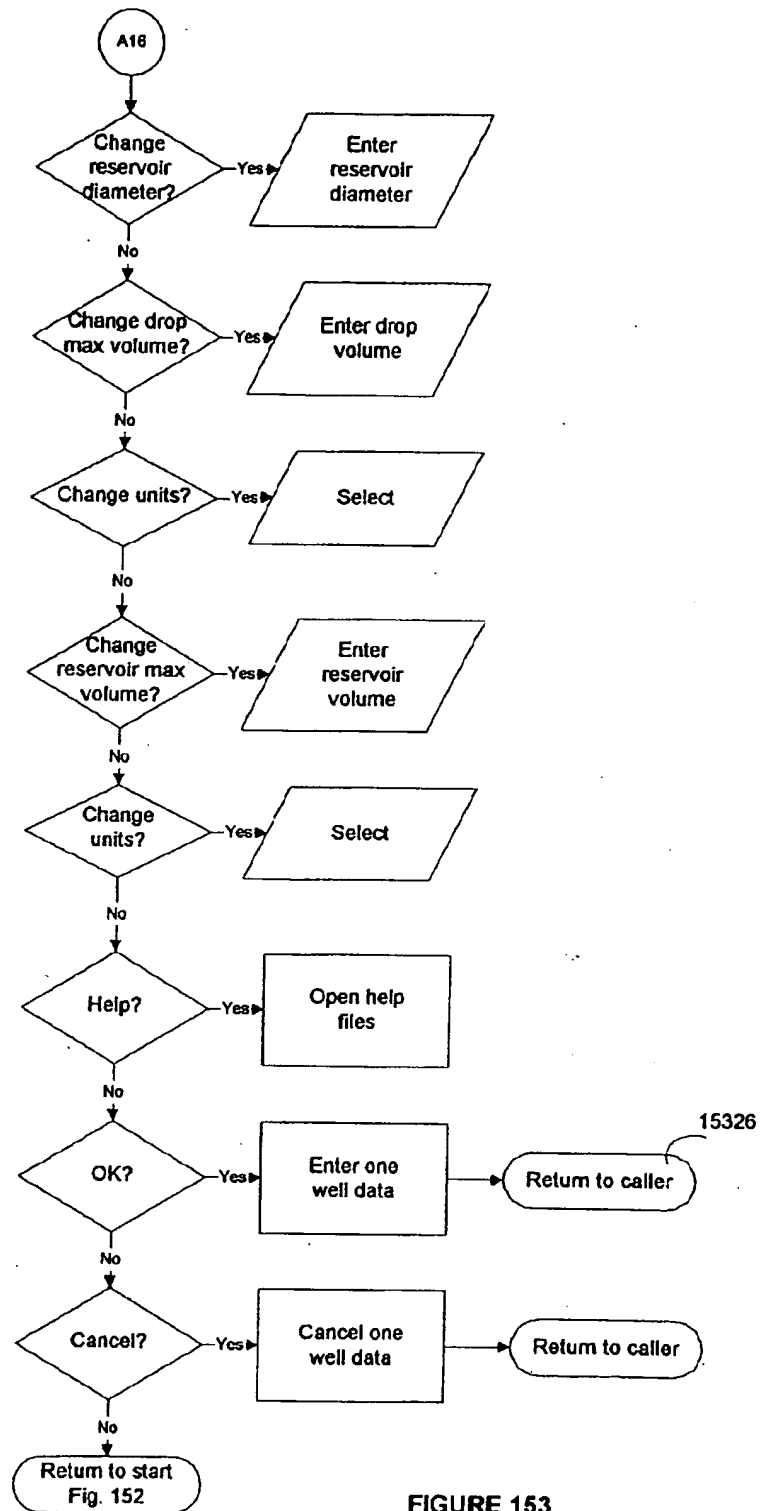 A16
Change
reservoir
diameter?
Yes
Enter
reservoir
diameter
No
Change drop
max volume?
Yes
Enter drop
volume
No
Change units?
Yes
Select
No
Change
reservoir max
volume?
Yes
Enter
reservoir
volume
No
Change
units?
Yes
Select
No
Help?
Yes
Open help
files
No
OK?
Yes
Enter one
well data
15326
Return to caller
No
Cancel?
Yes
Cancel one
well data
Return to caller
No
Return to start
Fig. 152
FIGURE 153